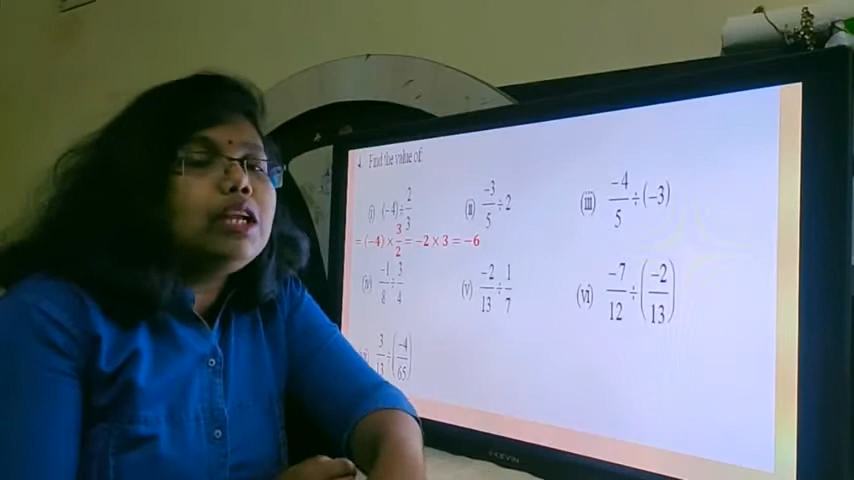 4. Find the value of:
(i) (−4) ÷ 2/3 (ii) −3/5 ÷ 2 (iii) −4/5 ÷ (−3)
= (−4) × 3/2 = −2 × 3 = −6
(iv) −1/8 ÷ 3/4 (v) −2/13 ÷ 1/7 (vi) −7/12 ÷ (−2/13)
3/13 ÷ (−4/65)